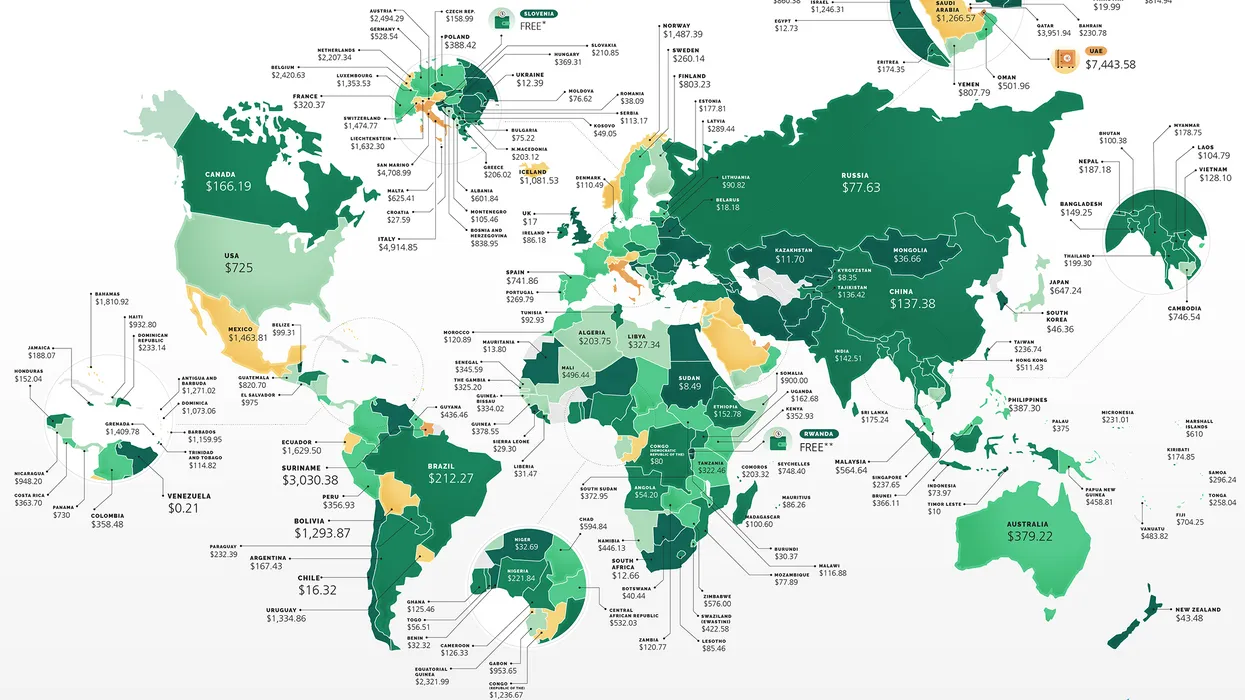 AUSTRIA
$2,494.29
GERMANY
$528.54
NETHERLANDS
$2,207.34
BELGIUM
$2,420.63
LUXEMBOURG
$1,353.53
FRANCE
$320.37
SWITZERLAND
$1,474.77
LIECHTENSTEIN
$1,632.30
SAN MARINO
$4,708.99
MALTA
$625.41
CROATIA
$27.59
ITALY
$4,914.85
CZECH REP.
$158.99
POLAND
$388.42
SLOVENIA
FREE*
SLOVAKIA
$210.85
HUNGARY
$369.31
UKRAINE
$12.39
MOLDOVA
$76.62
ROMANIA
$38.09
SERBIA
$113.17
KOSOVO
$49.05
BULGARIA
$75.22
N.MACEDONIA
$203.12
GREECE
$206.02
ALBANIA
$601.84
MONTENEGRO
$105.46
BOSNIA AND
HERZEGOVINA
$838.95
ICELAND
$1,081.53
NORWAY
$1,487.39
SWEDEN
$260.14
FINLAND
$803.23
ESTONIA
$177.81
LATVIA
$289.44
LITHUANIA
$90.82
BELARUS
$18.18
DENMARK
$110.49
UK
$17
IRELAND
$86.18
SPAIN
$741.86
PORTUGAL
$269.79
ISRAEL
$1,246.31
EGYPT
$12.73
ERITREA
$174.35
SAUDI
ARABIA
$1,266.57
$19.99
QATAR
$3,951.94
BAHRAIN
$230.78
UAE
$7,443.58
OMAN
$501.96
YEMEN
$807.79
CANADA
$166.19
USA
$725
MEXICO
$1,463.81
BELIZE
$99.31
GUATEMALA
$820.70
EL SALVADOR
$975
BAHAMAS
$1,810.92
HAITI
$932.80
DOMINICAN
REPUBLIC
$233.14
JAMAICA
$188.07
HONDURAS
$152.04
ANTIGUA AND
BARBUDA
$1,271.02
DOMINICA
$1,073.06
GRENADA
$1,409.78
BARBADOS
$1,159.95
TRINIDAD
AND TOBAGO
$114.82
NICARAGUA
$948.20
COSTA RICA
$363.70
PANAMA
$730
COLOMBIA
$358.48
VENEZUELA
$0.21
GUYANA
$436.46
ECUADOR
$1,629.50
SURINAME
$3,030.38
PERU
$356.93
BRAZIL
$212.27
BOLIVIA
$1,293.87
PARAGUAY
$232.39
ARGENTINA
$167.43
CHILE
$16.32
URUGUAY
$1,334.86
TUNISIA
$92.93
MOROCCO
$120.89
MAURITANIA
$13.80
SENEGAL
$345.59
THE GAMBIA
$325.20
GUINEA-
BISSAU
$334.02
GUINEA
$378.55
SIERRA LEONE
$29.30
LIBERIA
$31.47
ALGERIA
$203.75
LIBYA
$327.34
MALI
$496.44
SUDAN
$8.49
ETHIOPIA
$152.78
SOMALIA
$900.00
UGANDA
$162.68
KENYA
$352.93
RWANDA
FREE**
CONGO
(DEMOCRATIC
REPUBLIC OF THE)
$80
TANZANIA
$322.46
ANGOLA
$54.20
SOUTH SUDAN
$372.95
COMOROS
$203.32
SEYCHELLES
$748.40
MAURITIUS
$86.26
MADAGASCAR
$100.60
BURUNDI
$30.37
MALAWI
$116.88
MOZAMBIQUE
$77.89
ZIMBABWE
$576.00
SWAZILAND
(EWASTINI)
$422.58
LESOTHO
$85.46
ZAMBIA
$120.77
BOTSWANA
$40.44
SOUTH
AFRICA
$12.66
NAMIBIA
$446.13
CHAD
$594.84
NIGER
$32.69
NIGERIA
$221.84
CENTRAL
AFRICAN REPUBLIC
$532.03
GHANA
$125.46
TOGO
$56.51
BENIN
$32.32
CAMEROON
$126.33
EQUATORIAL
GUINEA
$2,321.99
GABON
$953.65
CONGO
(REPUBLIC OF THE)
$1,236.67
RUSSIA
$77.63
KAZAKHSTAN
$11.70
MONGOLIA
$36.66
KYRGYZSTAN
$8.35
TAJIKISTAN
$136.42
CHINA
$137.38
INDIA
$142.51
SRI LANKA
$175.24
JAPAN
$647.24
SOUTH
KOREA
$46.36
TAIWAN
$236.74
HONG KONG
$511.43
BHUTAN
$100.38
MYANMAR
$178.75
NEPAL
$187.18
LAOS
$104.79
VIETNAM
$128.10
BANGLADESH
$149.25
THAILAND
$199.30
CAMBODIA
$746.54
PHILIPPINES
$387.30
MALAYSIA
$564.64
SINGAPORE
$237.65
BRUNEI
$366.11
INDONESIA
$73.97
TIMOR LESTE
$10
PALAU
$375
MICRONESIA
$231.01
MARSHALL
ISLANDS
$610
KIRIBATI
$174.85
SAMOA
$296.24
TONGA
$258.04
FIJI
$704.25
VANUATU
$483.82
PAPUA NEW
GUINEA
$458.81
AUSTRALIA
$379.22
NEW ZEALAND
$43.48